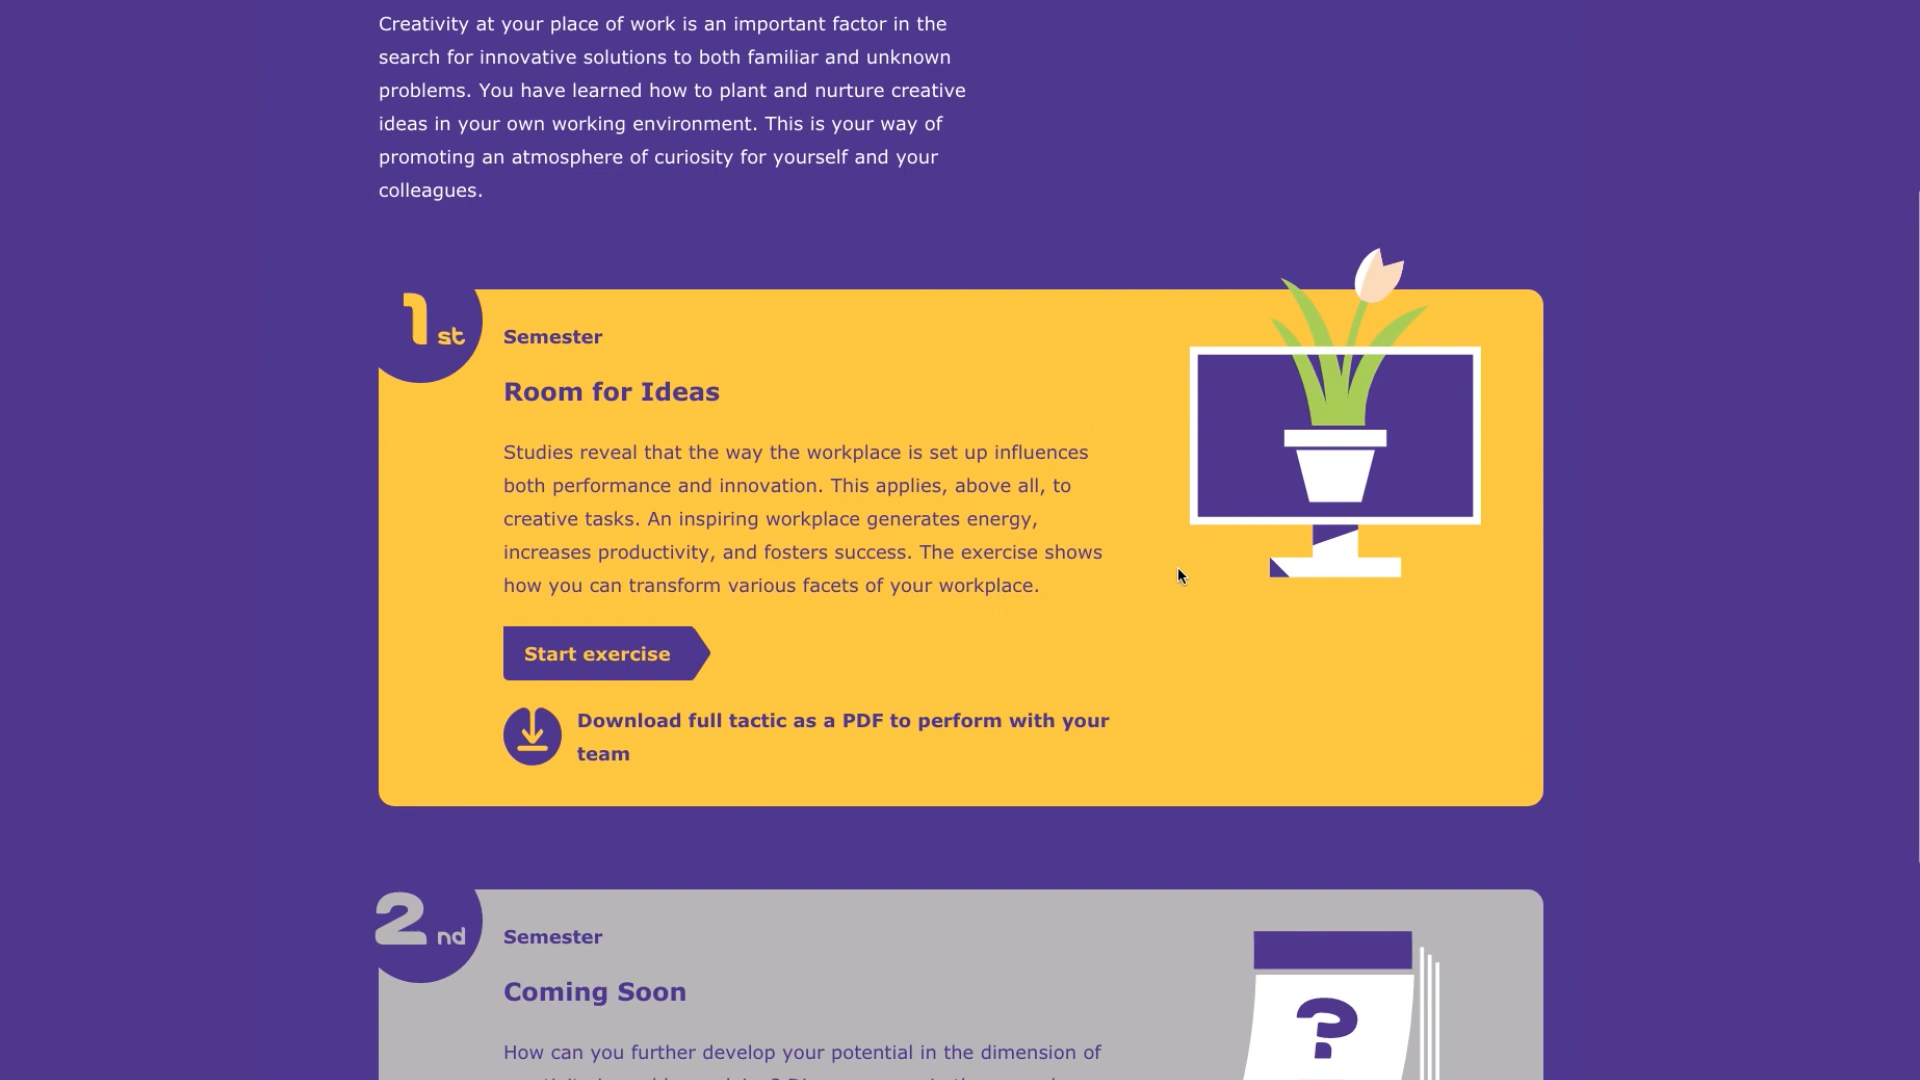 Creativity at your place of work is an important factor in the
search for innovative solutions to both familiar and unknown
problems. You have learned how to plant and nurture creative
ideas in your own working environment. This is your way of
promoting an atmosphere of curiosity for yourself and your
colleagues.
1st
Semester
Room for Ideas
Studies reveal that the way the workplace is set up influences
both performance and innovation. This applies, above all, to
creative tasks. An inspiring workplace generates energy,
increases productivity, and fosters success. The exercise shows
how you can transform various facets of your workplace.
Start exercise
Download full tactic as a PDF to perform with your
team
2nd
Semester
Coming Soon
?
How can you further develop your potential in the dimension of